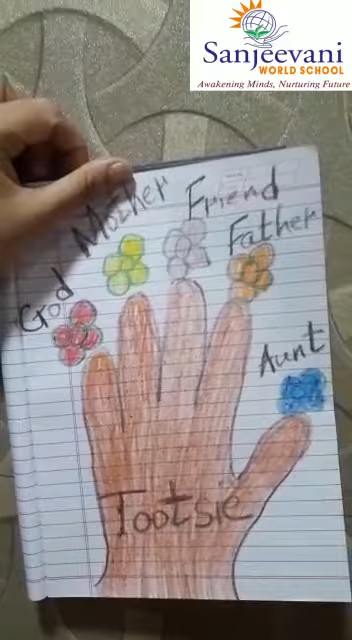 Sanjeevani
WORLD SCHOOL
Awakening Minds, Nurturing Future
God
Mother
Friend
Father
Aunt
Tootsie